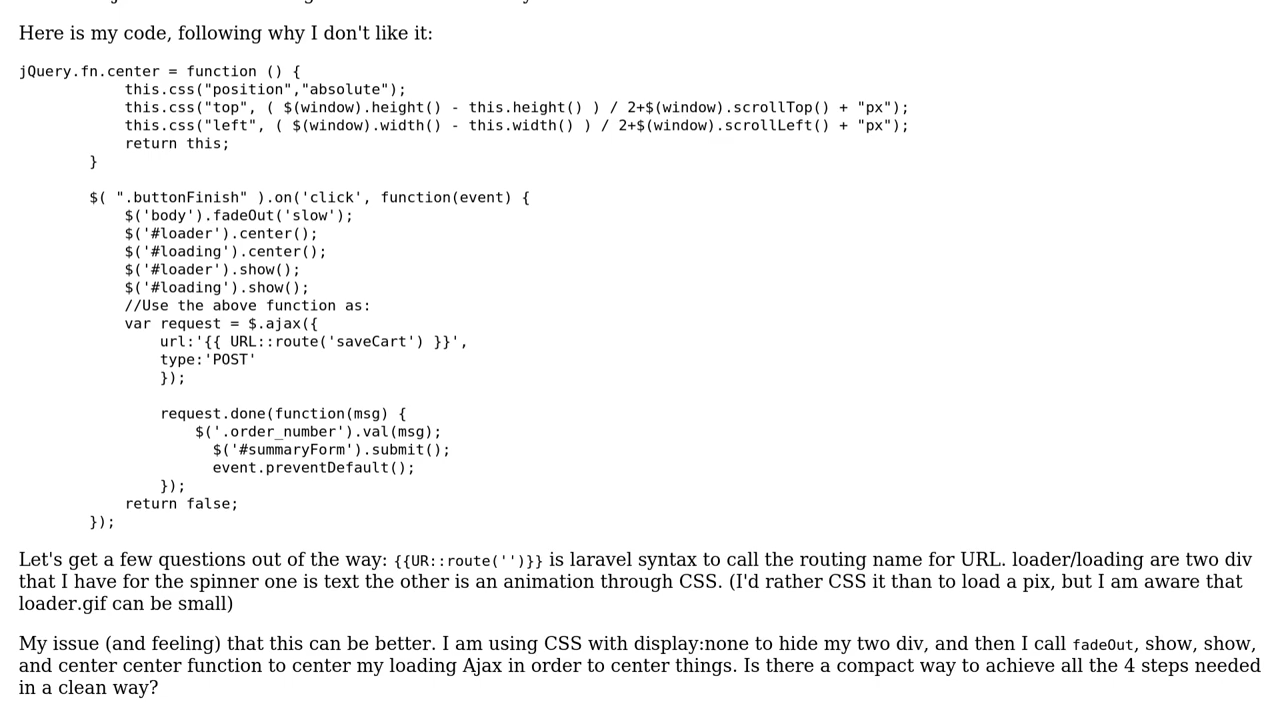 Here is my code, following why I don't like it:
jQuery.fn.center = function () {
            this.css("position","absolute");
            this.css("top", ( $(window).height() - this.height() ) / 2+$(window).scrollTop() + "px");
            this.css("left", ( $(window).width() - this.width() ) / 2+$(window).scrollLeft() + "px");
            return this;
        }
        $( ".buttonFinish" ).on('click', function(event) {
            $('body').fadeOut('slow');
            $('#loader').center();
            $('#loading').center();
            $('#loader').show();
            $('#loading').show();
            //Use the above function as:
            var request = $.ajax({
                url:'{{ URL::route('saveCart') }}',
                type:'POST'
                });
                request.done(function(msg) {
                    $('.order_number').val(msg);
                      $('#summaryForm').submit();
                      event.preventDefault();
                });
            return false;
        });
Let's get a few questions out of the way: {{UR::route('')}} is laravel syntax to call the routing name for URL. loader/loading are two div
that I have for the spinner one is text the other is an animation through CSS. (I'd rather CSS it than to load a pix, but I am aware that
loader.gif can be small)
My issue (and feeling) that this can be better. I am using CSS with display:none to hide my two div, and then I call fadeOut, show, show,
and center center function to center my loading Ajax in order to center things. Is there a compact way to achieve all the 4 steps needed
in a clean way?